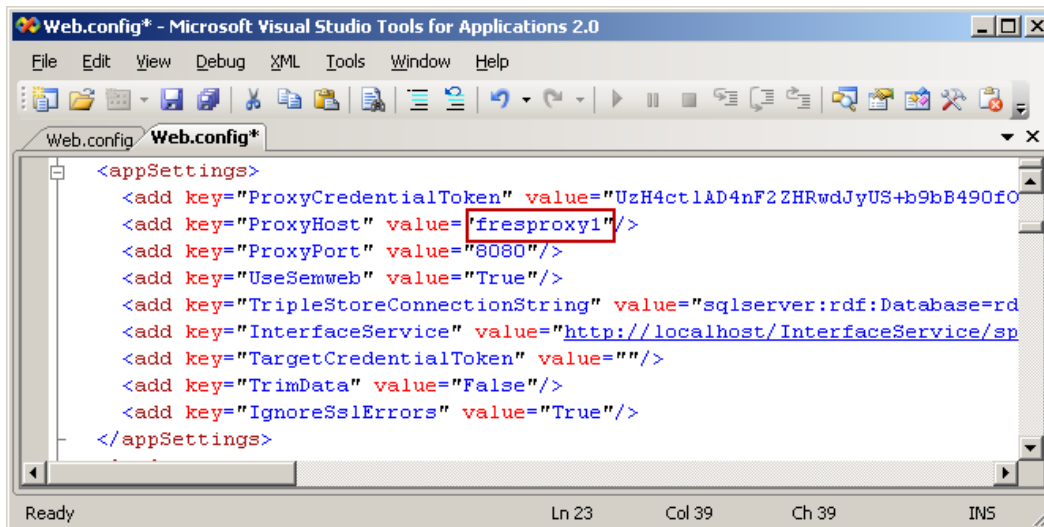 Web.config* - Microsoft Visual Studio Tools for Applications 2.0
File Edit View Debug XML Tools Window Help
Web.config Web.config*
<appSettings>
<add key="ProxyCredentialToken" value="UzH4ctlAD4nF2ZHRwdJyUS+b9bB490fO
<add key="ProxyHost" value="fresproxy1"/>
<add key="ProxyPort" value="8080"/>
<add key="UseSemweb" value="True"/>
<add key="TripleStoreConnectionString" value="sqlserver:rdf:Database=rd
<add key="InterfaceService" value="http://localhost/InterfaceService/sp
<add key="TargetCredentialToken" value=""/>
<add key="TrimData" value="False"/>
<add key="IgnoreSslErrors" value="True"/>
</appSettings>
Ready Ln 23 Col 39 Ch 39 INS